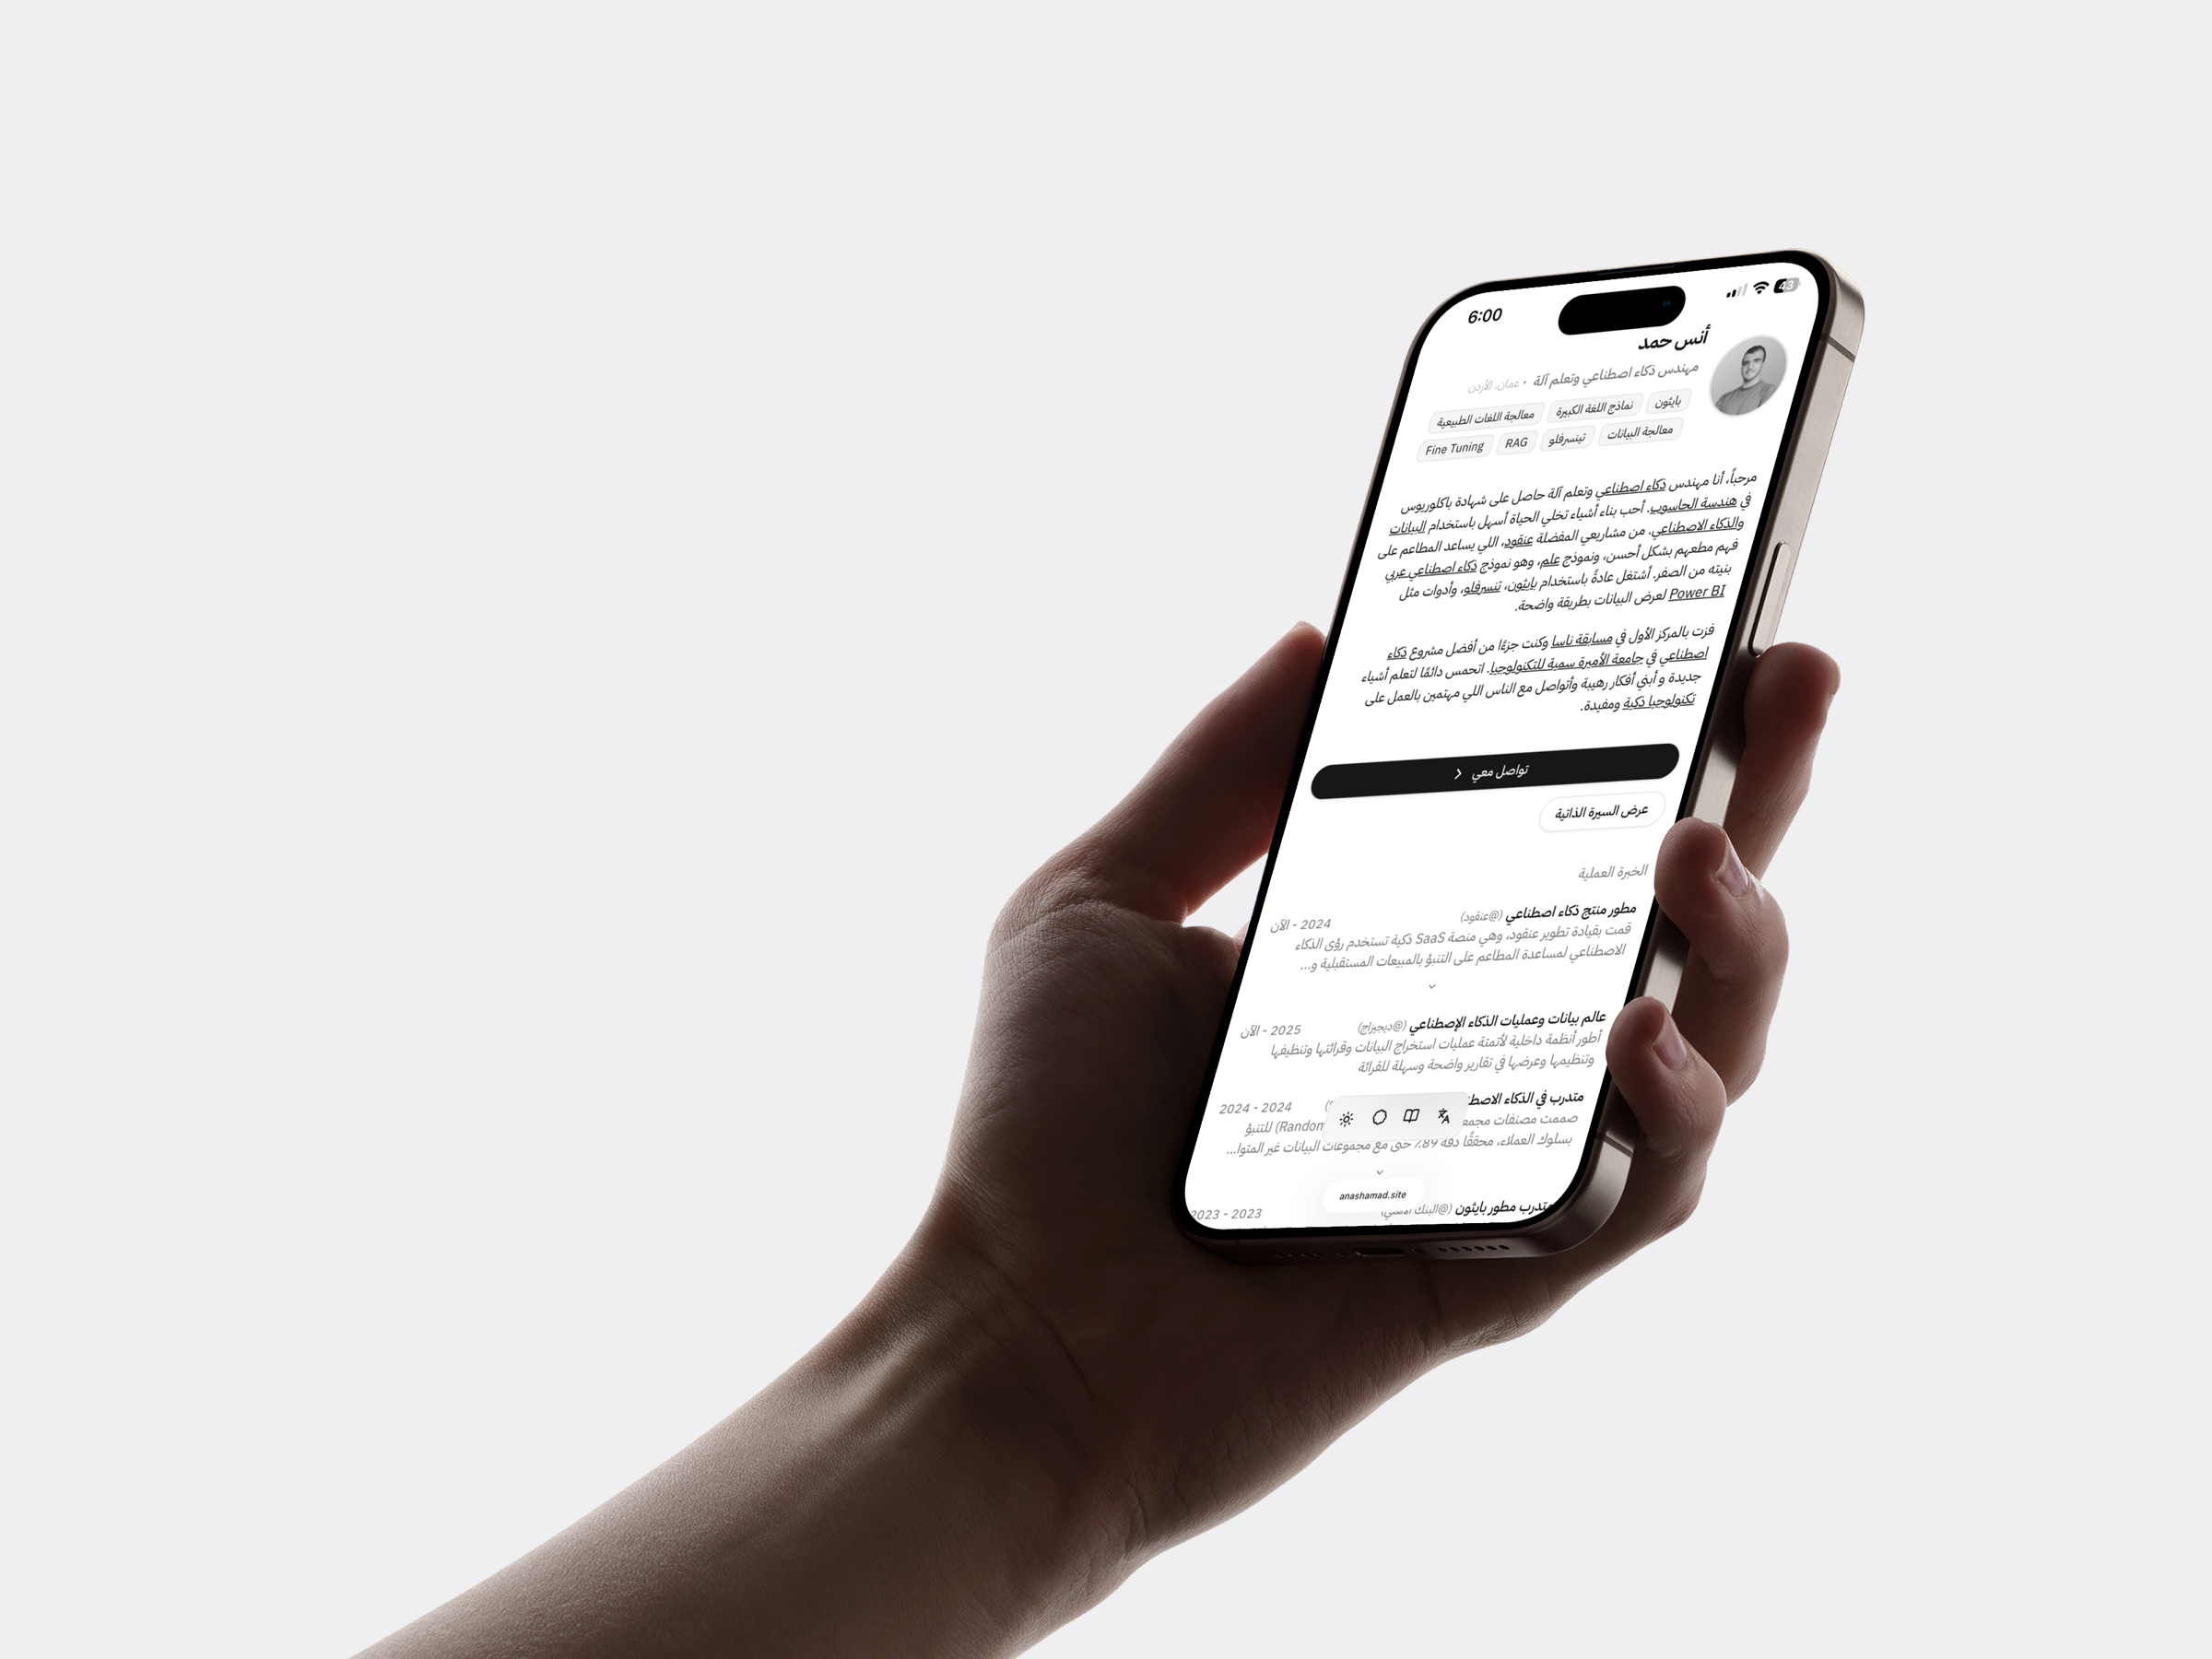 6:00
43
أنس حمد
مهندس ذكاء اصطناعي وتعلم آلة • عمان، الأردن
بايثون نماذج اللغة الكبيرة معالجة اللغات الطبيعية
معالجة البيانات تينسرفلو RAG Fine Tuning
مرحباً، أنا مهندس ذكاء اصطناعي وتعلم آلة حاصل على شهادة باكلوريوس
في هندسة الحاسوب. أحب بناء أشياء تخلي الحياة أسهل باستخدام البيانات
والذكاء الاصطناعي. من مشاريعي المفضلة عنقود، اللي يساعد المطاعم على
فهم مطعهم بشكل أحسن، ونموذج علم، وهو نموذج ذكاء اصطناعي عربي
بنيته من الصفر. أشتغل عادةً باستخدام بايثون، تنسرفلو، وأدوات مثل
Power BI لعرض البيانات بطريقة واضحة.
فزت بالمركز الأول في مسابقة ناسا وكنت جزءًا من أفضل مشروع ذكاء
اصطناعي في جامعة الأميرة سمية للتكنولوجيا. اتحمس دائمًا لتعلم أشياء
جديدة و أبني أفكار رهيبة وأتواصل مع الناس اللي مهتمين بالعمل على
تكنولوجيا ذكية ومفيدة.
تواصل معي
عرض السيرة الذاتية
الخبرة العملية
مطور منتج ذكاء اصطناعي (@عنقود) 2024 - الآن
قمت بقيادة تطوير عنقود، وهي منصة SaaS ذكية تستخدم رؤى الذكاء
الاصطناعي لمساعدة المطاعم على التنبؤ بالمبيعات المستقبلية و...
عالم بيانات وعمليات الذكاء الإصطناعي (@ديجيزاج) 2025 - الآن
أطور أنظمة داخلية لأتمتة عمليات استخراج البيانات وقرائتها وتنظيفها
وتنظيمها وعرضها في تقارير واضحة وسهلة للقرائة
متدرب في الذكاء الاصط 2024 - 2024
صممت مصنفات مجمع (Random للتنبؤ
بسلوك العملاء، محققًا دقة 89٪ حتى مع مجموعات البيانات غير المتوا...
متدرب مطور بايثون (@البنك 2023 - 2023
anashamad.site